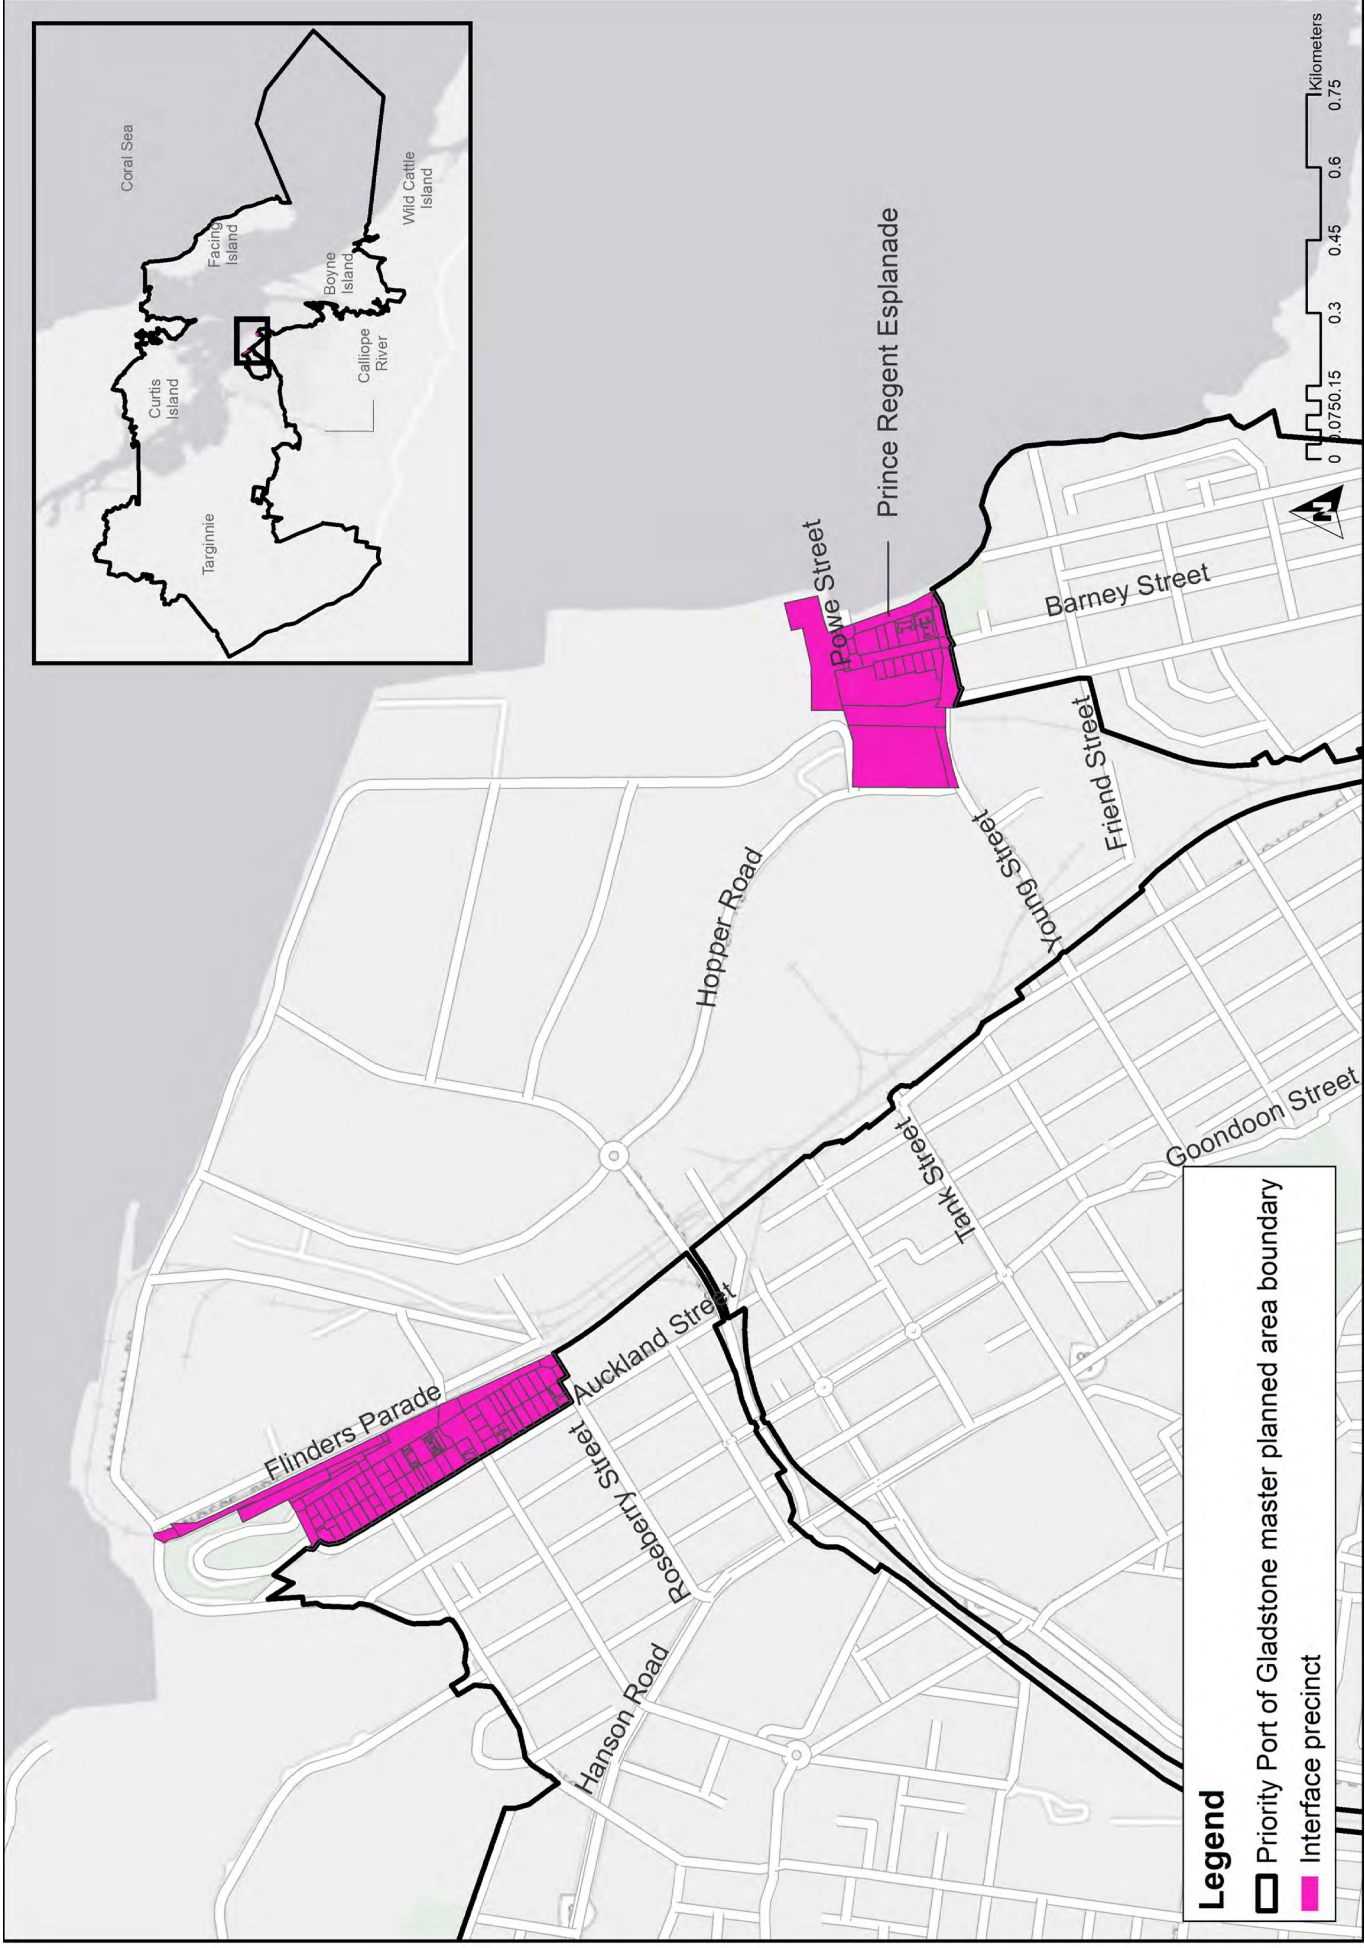 Coral Sea
Facing
Island
Wild Cattle
Island
Boyne
Island
Curtis
Island
Calliope
River
Targinnie
Flinders Parade
Auckland Street
Roseberry Street
Hanson Road
Hopper Road
Tank Street
Goondoon Street
Young Street
Friend Street
Powe Street
Prince Regent Esplanade
Barney Street
Legend
Priority Port of Gladstone master planned area boundary
Interface precinct
N
Kilometers
0 0.075 0.15 0.3 0.45 0.6 0.75